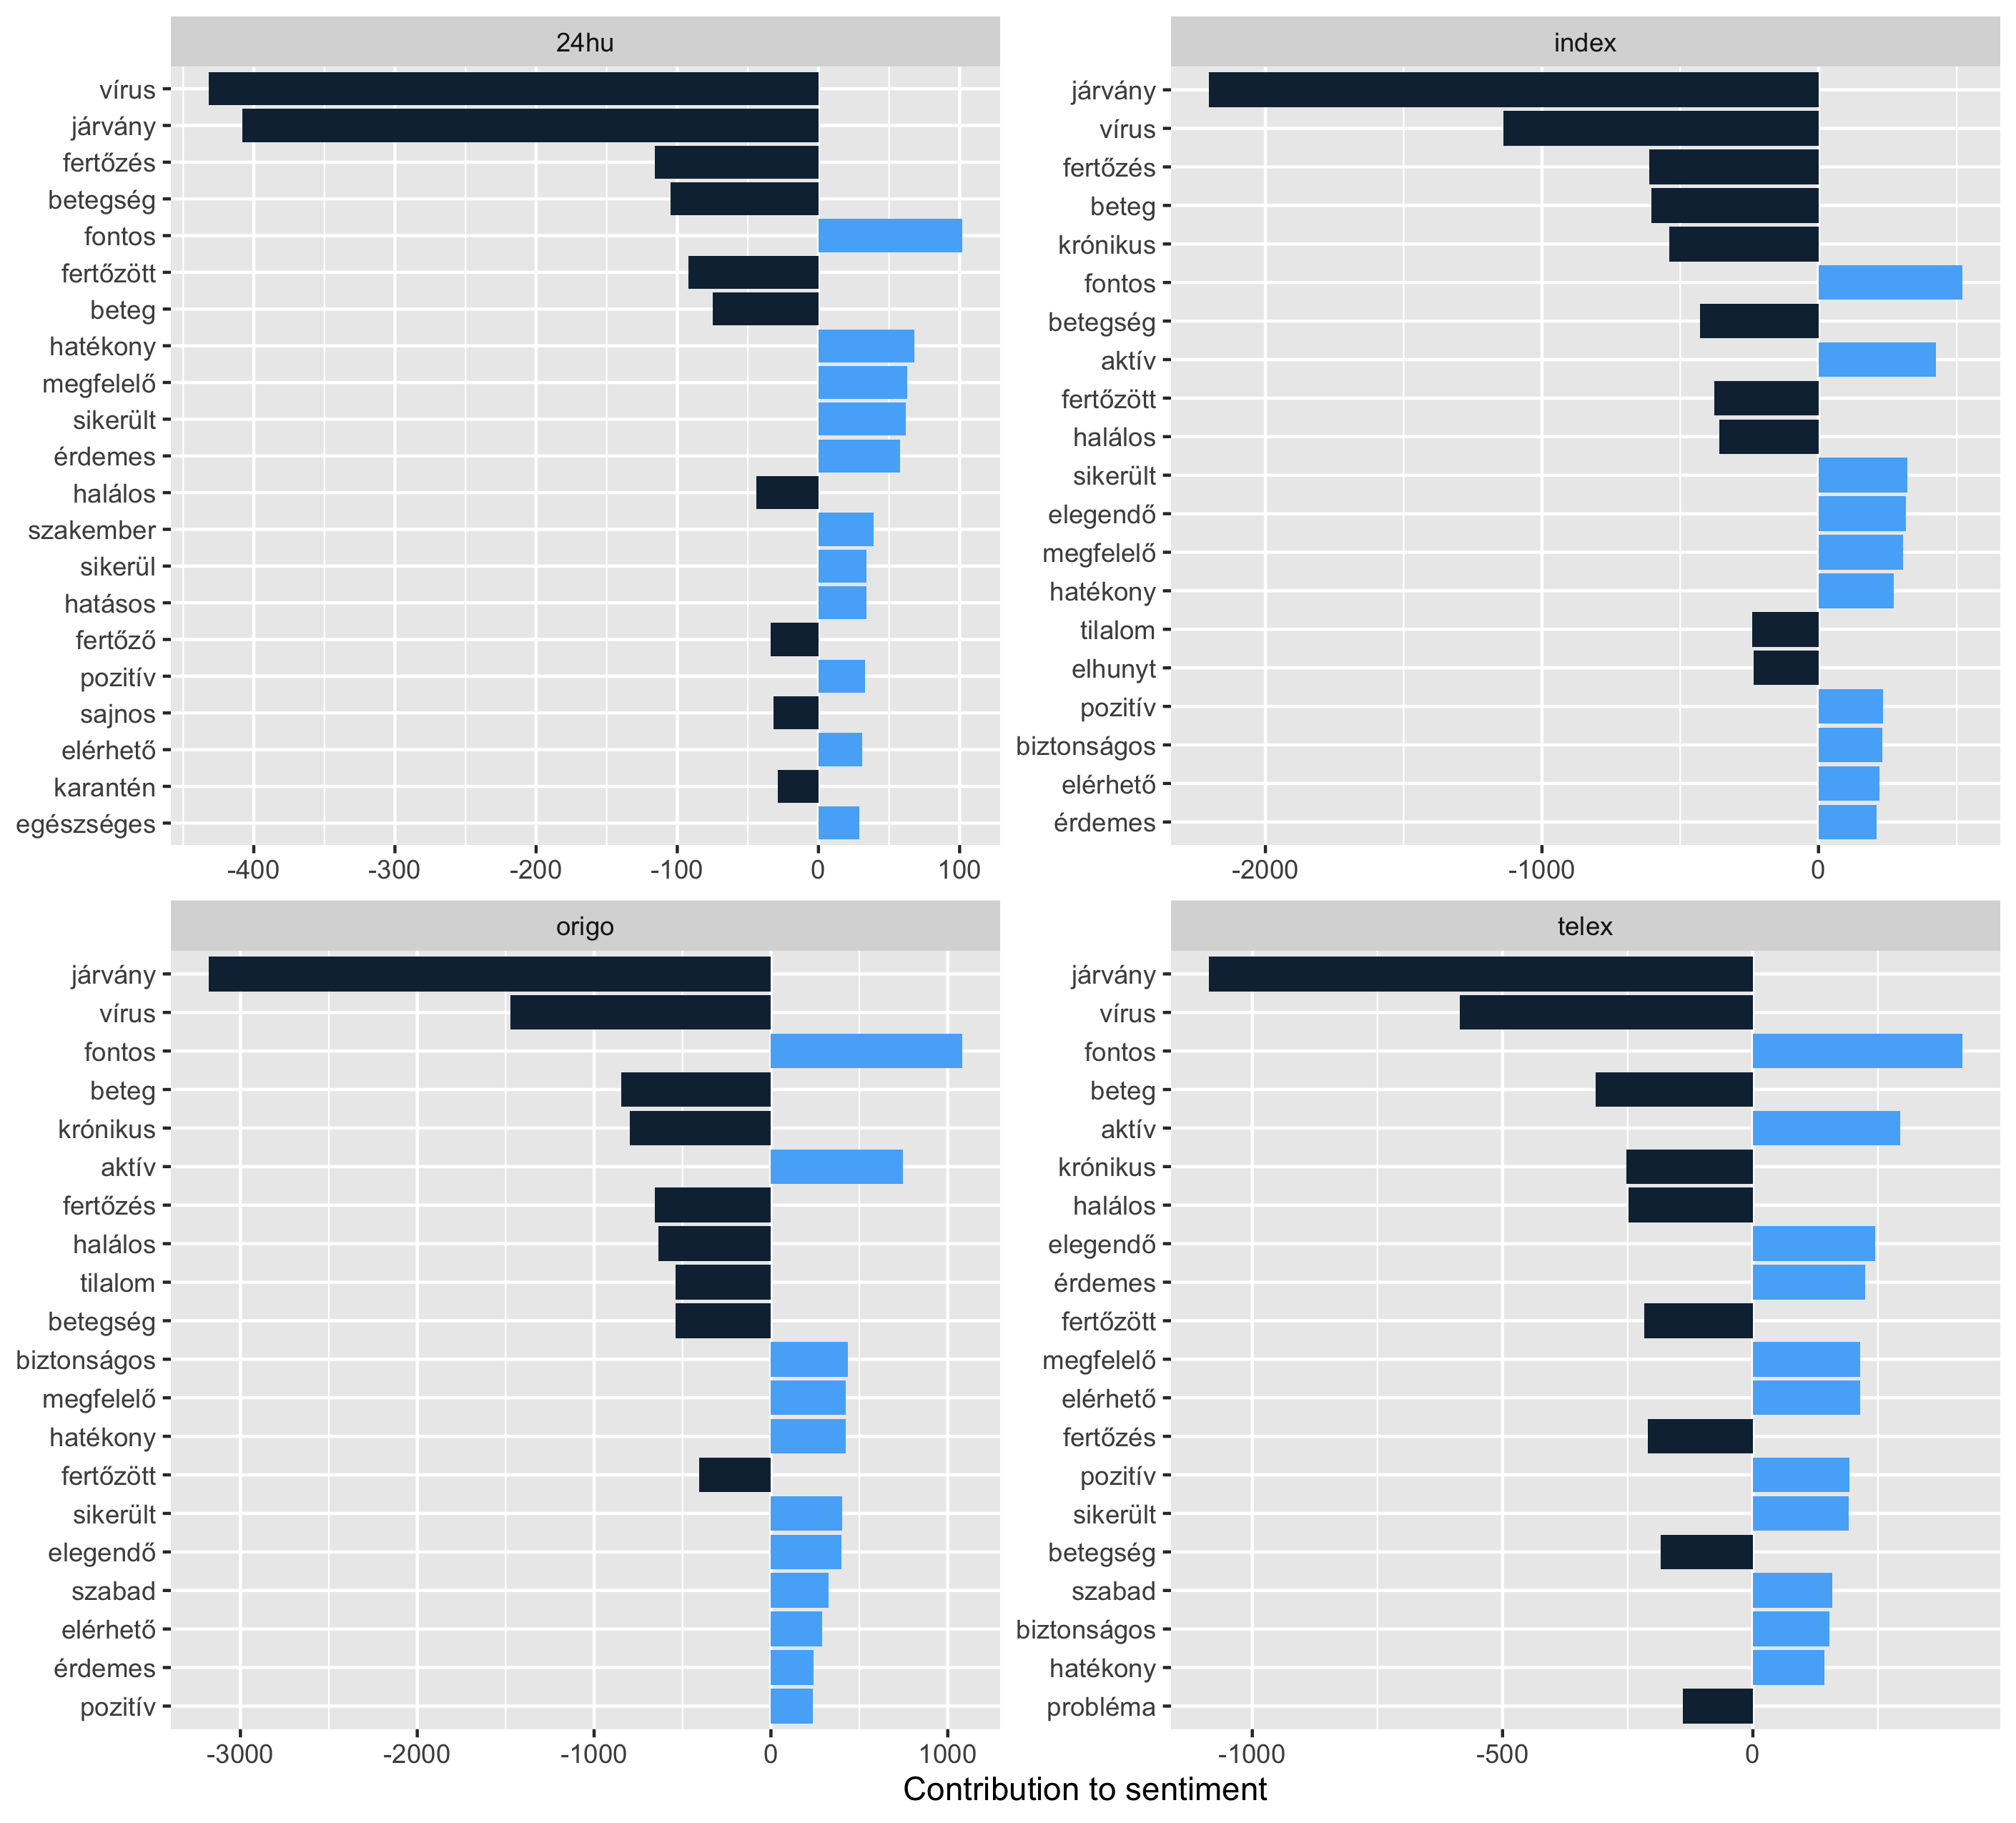 24hu
vírus
járvány
fertőzés
betegség
fontos
fertőzött
beteg
hatékony
megfelelő
sikerült
érdemes
halálos
szakember
sikerül
hatásos
fertőző
pozitív
sajnos
elérhető
karantén
egészséges
-400 -300 -200 -100 0 100
index
járvány
vírus
fertőzés
beteg
krónikus
fontos
betegség
aktív
fertőzött
halálos
sikerült
elegendő
megfelelő
hatékony
tilalom
elhunyt
pozitív
biztonságos
elérhető
érdemes
-2000 -1000 0
origo
járvány
vírus
fontos
beteg
krónikus
aktív
fertőzés
halálos
tilalom
betegség
biztonságos
megfelelő
hatékony
fertőzött
sikerült
elegendő
szabad
elérhető
érdemes
pozitív
-3000 -2000 -1000 0 1000
telex
járvány
vírus
fontos
beteg
aktív
krónikus
halálos
elegendő
érdemes
fertőzött
megfelelő
elérhető
fertőzés
pozitív
sikerült
betegség
szabad
biztonságos
hatékony
probléma
-1000 -500 0
Contribution to sentiment